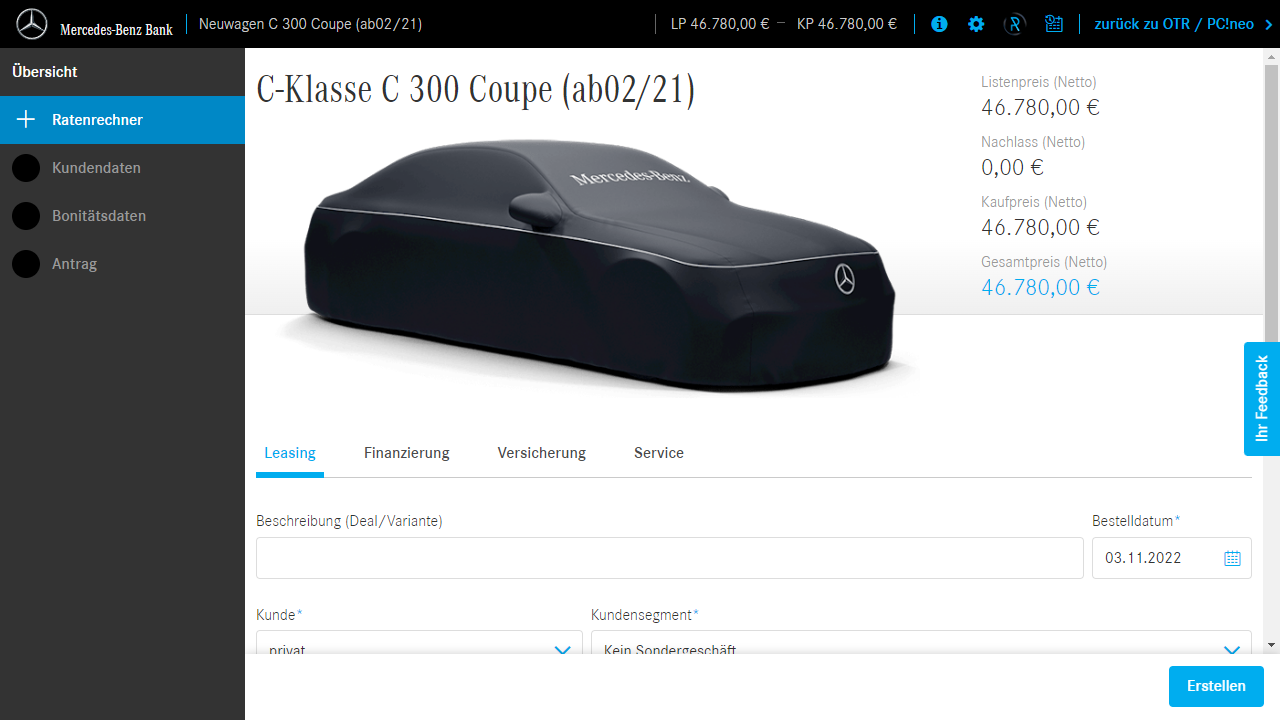 Mercedes-Benz Bank
Neuwagen C 300 Coupe (ab02/21)
LP 46.780,00 € – KP 46.780,00 €
zurück zu OTR / PC!neo
Übersicht
Ratenrechner
Kundendaten
Bonitätsdaten
Antrag
C-Klasse C 300 Coupe (ab02/21)
Mercedes-Benz
Listenpreis (Netto)
46.780,00 €
Nachlass (Netto)
0,00 €
Kaufpreis (Netto)
46.780,00 €
Gesamtpreis (Netto)
46.780,00 €
Ihr Feedback
Leasing Finanzierung Versicherung Service
Beschreibung (Deal/Variante) Bestelldatum*
03.11.2022
Kunde* Kundensegment*
privat Kein Sondergeschäft
Erstellen